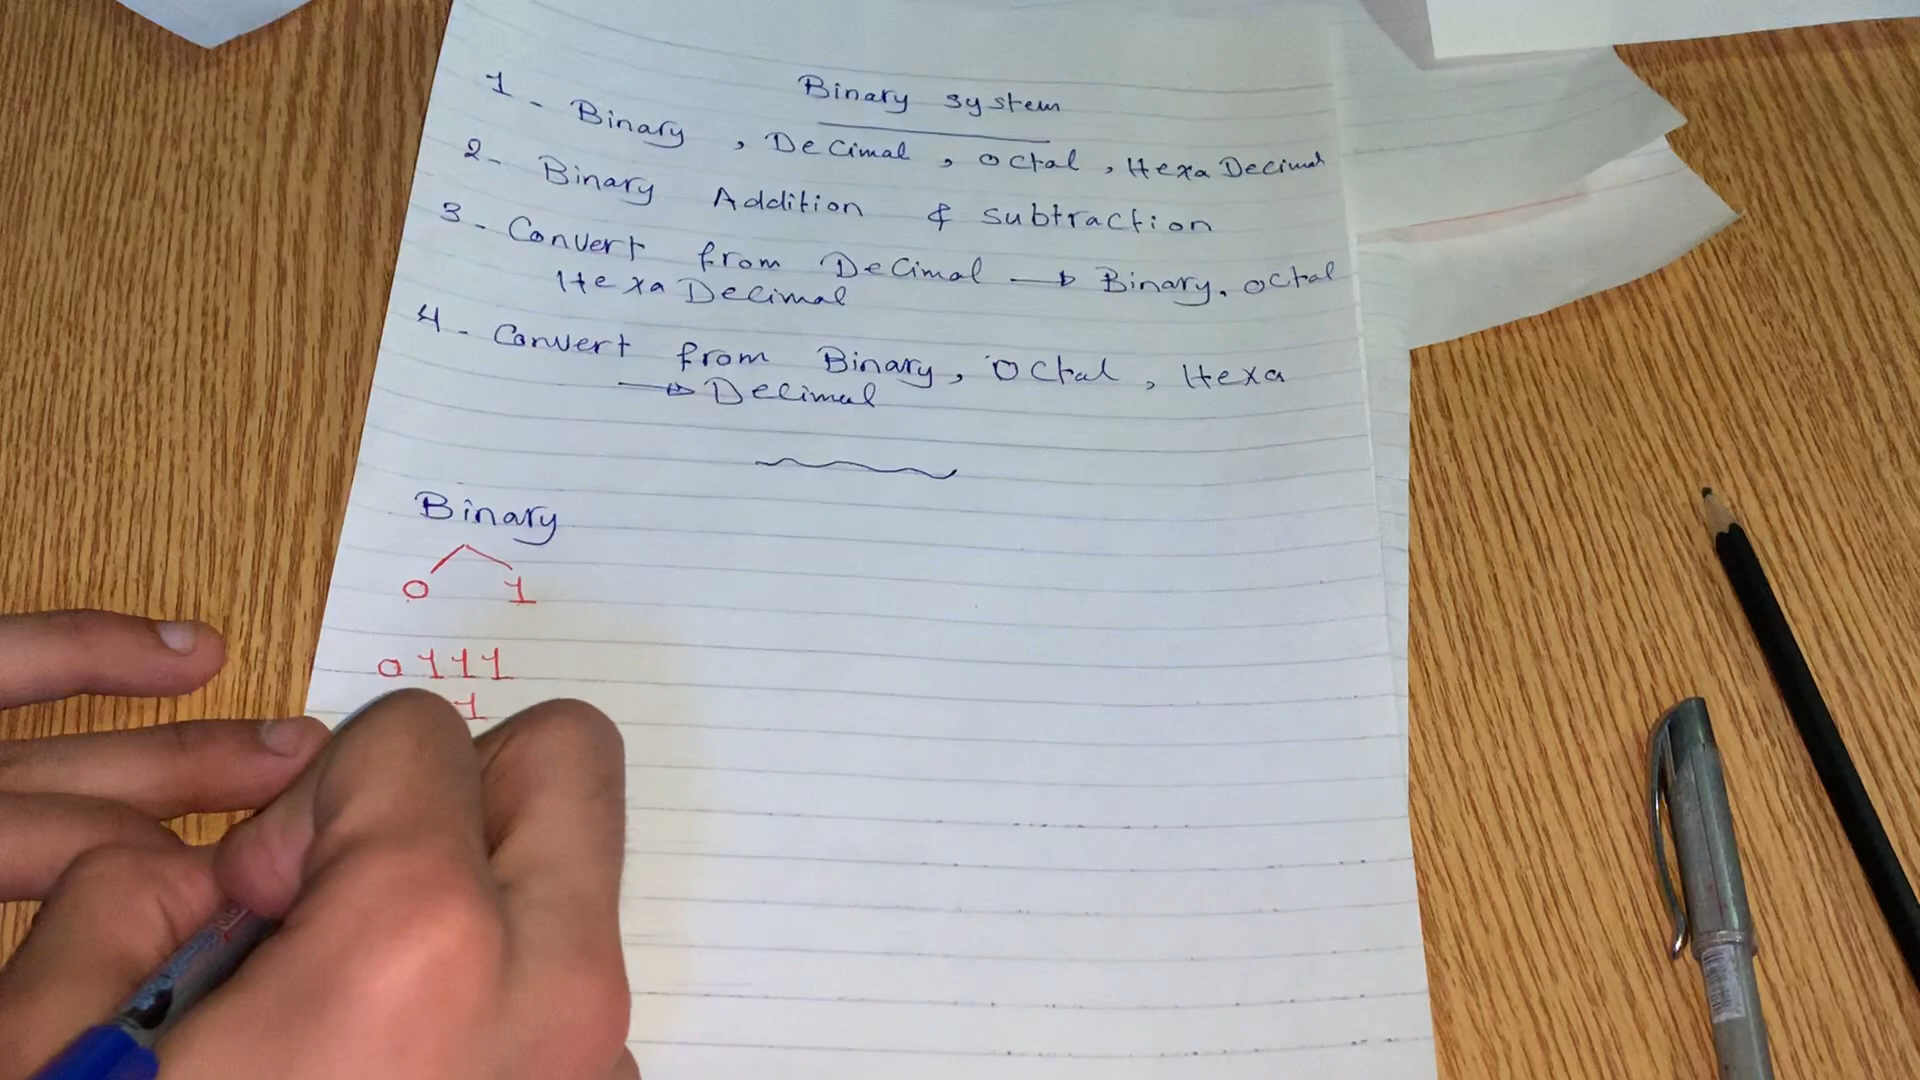 Binary system
1 - Binary , Decimal , octal , Hexa Decimal
2 - Binary Addition & subtraction
3 - Convert from Decimal → Binary, octal
Hexa Decimal
4 - Convert from Binary, Octal , Hexa
→ Decimal
Binary
0 1
0111
1